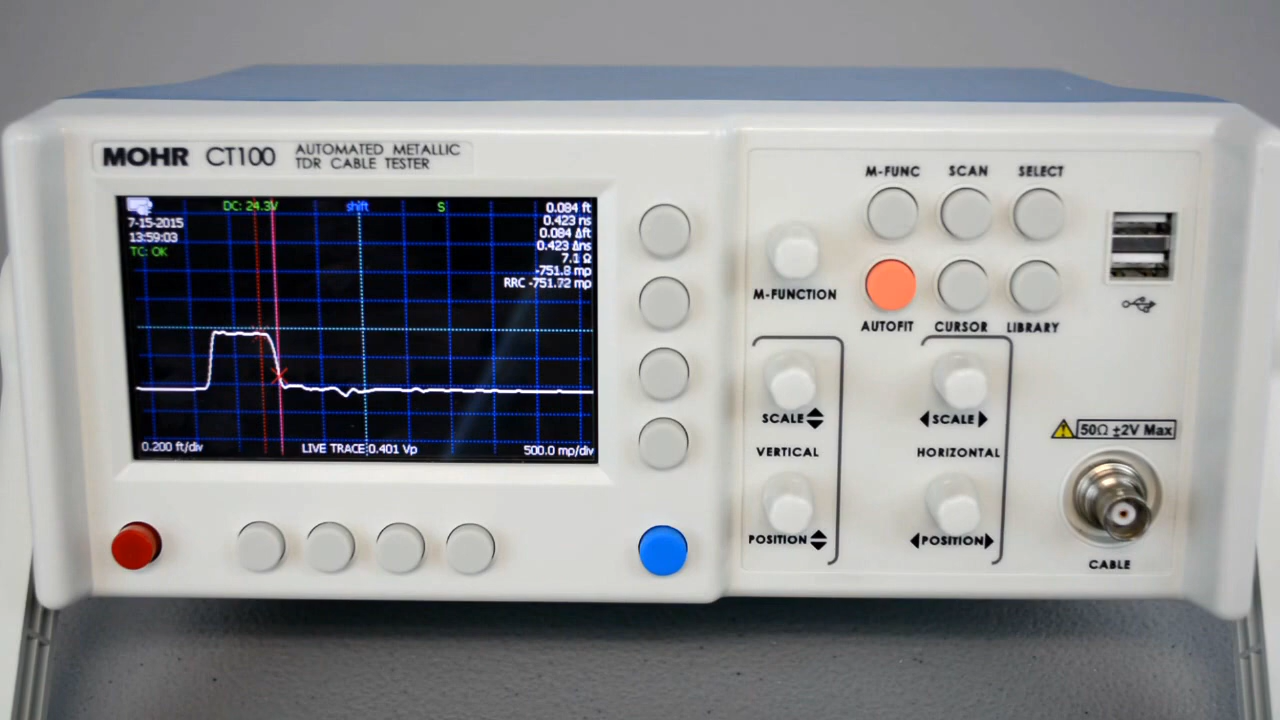 MOHR CT100 AUTOMATED METALLIC
TDR CABLE TESTER
DC: 24.3V shift S 0.084 ft
7-15-2015 0.423 ns
13:59:03 0.084 Δft
TC: OK 0.423 Δns
7.1 Ω
-751.8 mp
RRC -751.72 mp
0.200 ft/div LIVE TRACE 0.401 Vp 500.0 mp/div
M-FUNC SCAN SELECT
M-FUNCTION
AUTOFIT CURSOR LIBRARY
SCALE SCALE
VERTICAL HORIZONTAL
POSITION POSITION
50Ω ±2V Max
CABLE